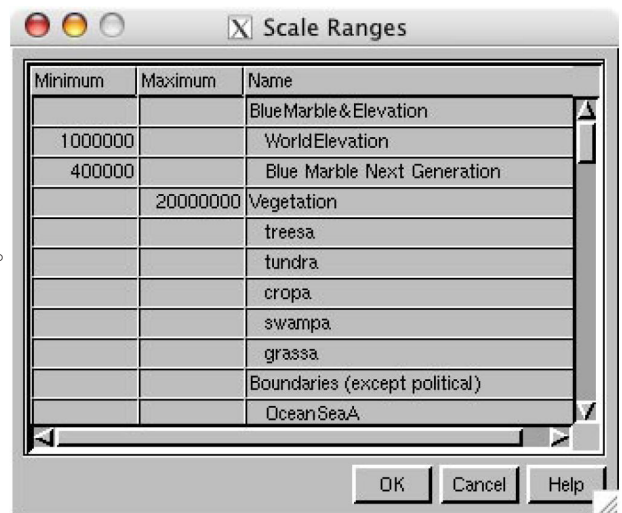 X Scale Ranges
Minimum Maximum Name
BlueMarble&Elevation
1000000 WorldElevation
400000 Blue Marble Next Generation
20000000 Vegetation
treesa
tundra
cropa
swampa
grassa
Boundaries (except political)
OceanSeaA
OK Cancel Help